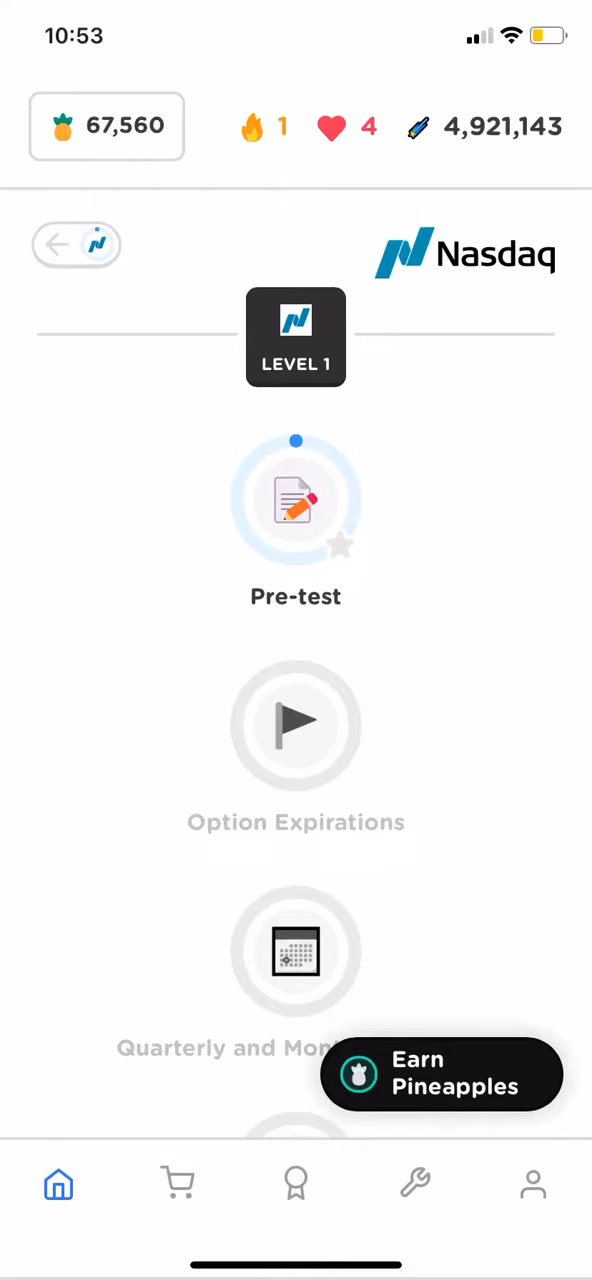 10:53
67,560
1
4
4,921,143
Nasdaq
LEVEL 1
Pre-test
Option Expirations
Quarterly and
Earn
Pineapples